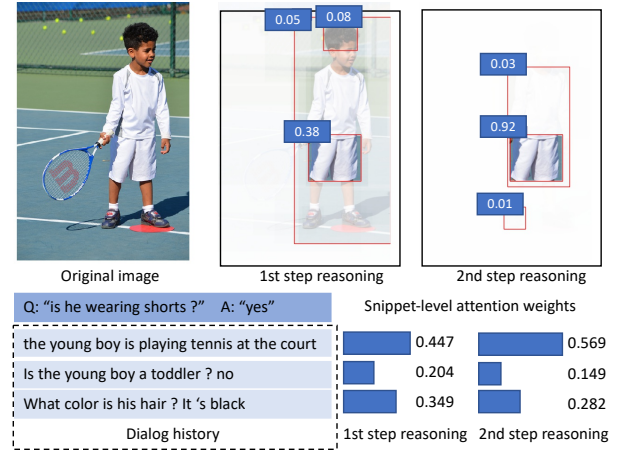 0.05 0.08
0.38
0.03
0.92
0.01
Original image 1st step reasoning 2nd step reasoning
Q: “is he wearing shorts ?” A: “yes” Snippet-level attention weights
the young boy is playing tennis at the court 0.447 0.569
Is the young boy a toddler ? no 0.204 0.149
What color is his hair ? It ‘s black 0.349 0.282
Dialog history 1st step reasoning 2nd step reasoning